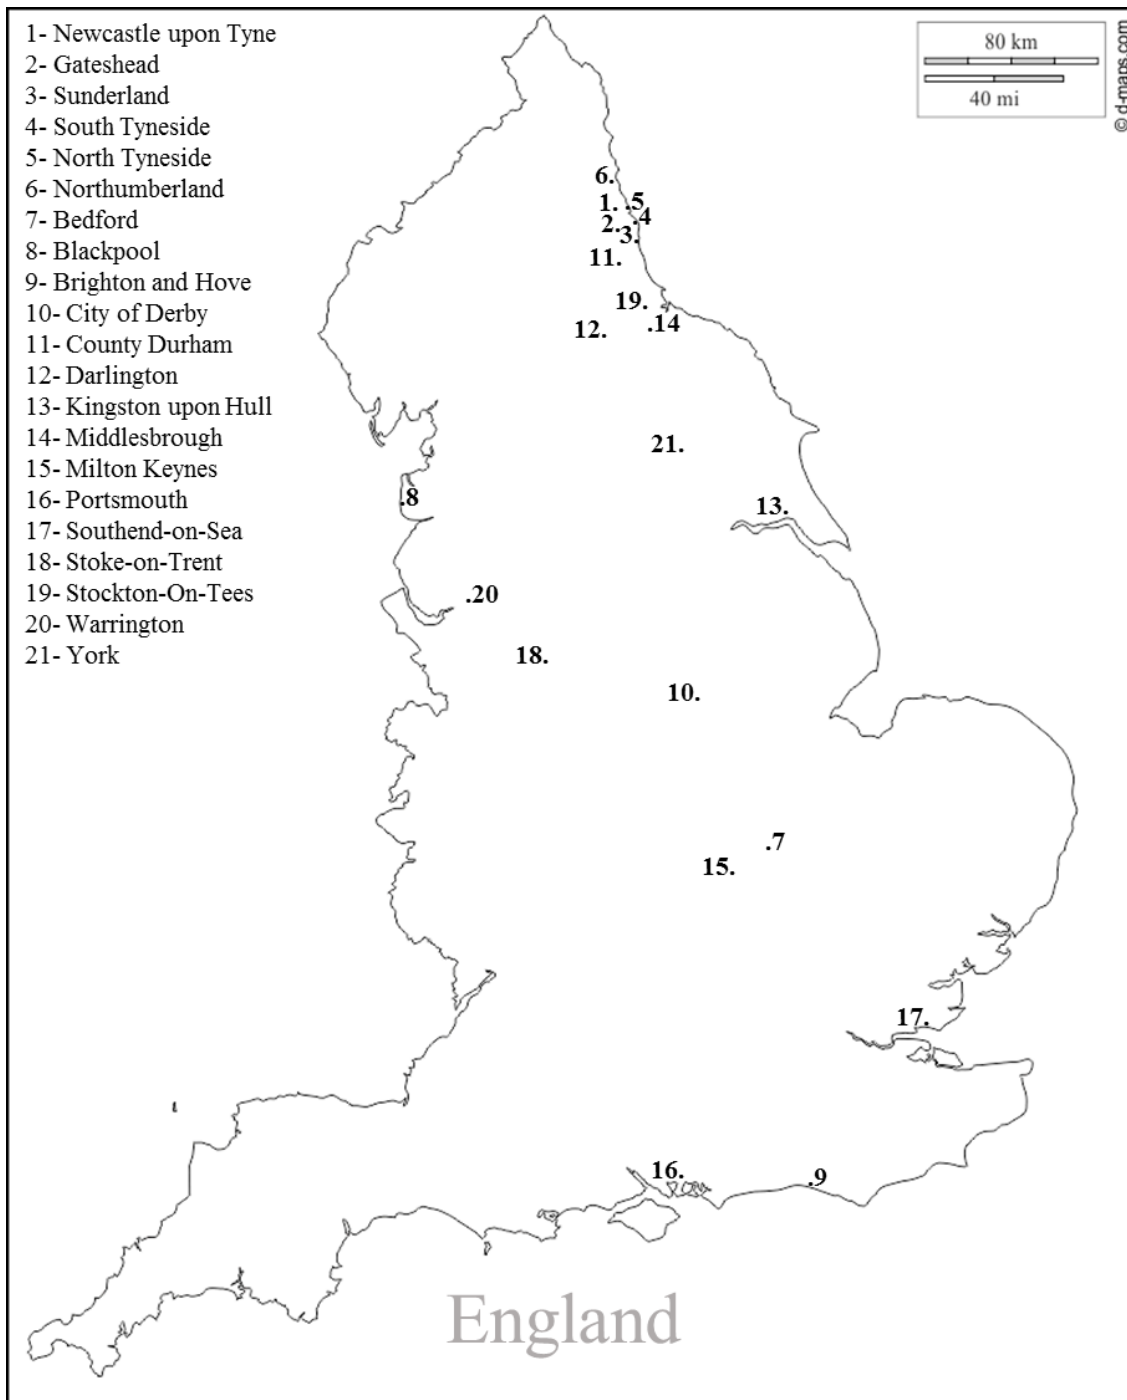 1- Newcastle upon Tyne
2- Gateshead
3- Sunderland
4- South Tyneside
5- North Tyneside
6- Northumberland
7- Bedford
8- Blackpool
9- Brighton and Hove
10- City of Derby
11- County Durham
12- Darlington
13- Kingston upon Hull
14- Middlesbrough
15- Milton Keynes
16- Portsmouth
17- Southend-on-Sea
18- Stoke-on-Trent
19- Stockton-On-Tees
20- Warrington
21- York
80 km
40 mi
© d-maps.com
6.
1. .5
2. .4
3.
11.
19.
12. .14
21.
.8
13.
.20
18.
10.
.7
15.
17.
16.
.9
England